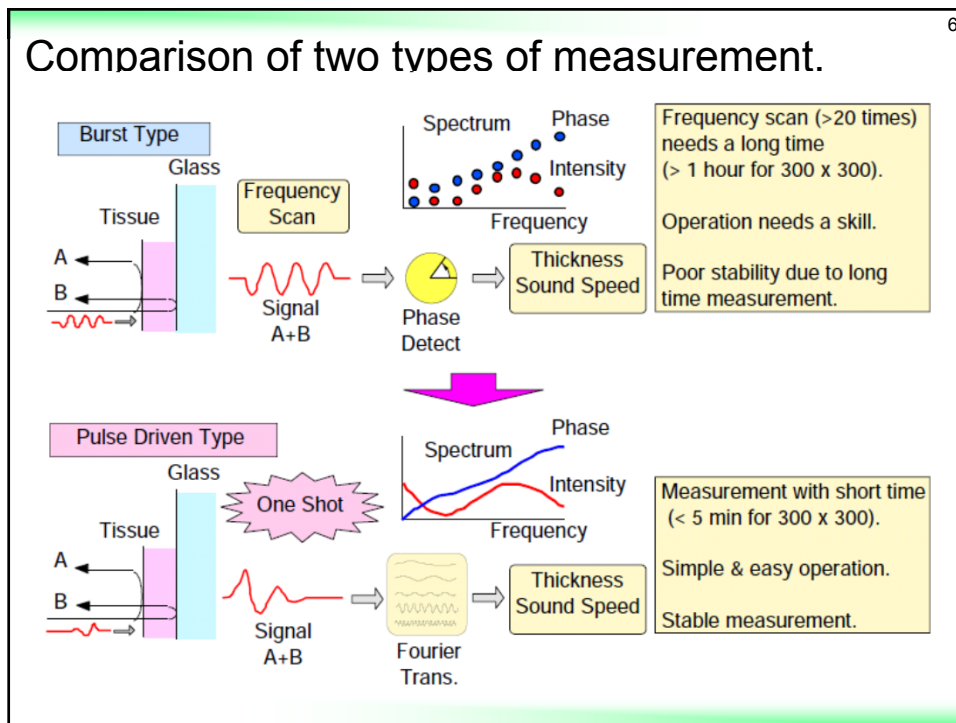 6
Comparison of two types of measurement.
Burst Type
Glass
Tissue
A
B
Frequency
Scan
Signal
A+B
Spectrum
Phase
Intensity
Frequency
Phase
Detect
Thickness
Sound Speed
Frequency scan (>20 times)
needs a long time
(> 1 hour for 300 x 300).
Operation needs a skill.
Poor stability due to long
time measurement.
Pulse Driven Type
Glass
Tissue
A
B
One Shot
Signal
A+B
Spectrum
Phase
Intensity
Frequency
Fourier
Trans.
Thickness
Sound Speed
Measurement with short time
(< 5 min for 300 x 300).
Simple & easy operation.
Stable measurement.